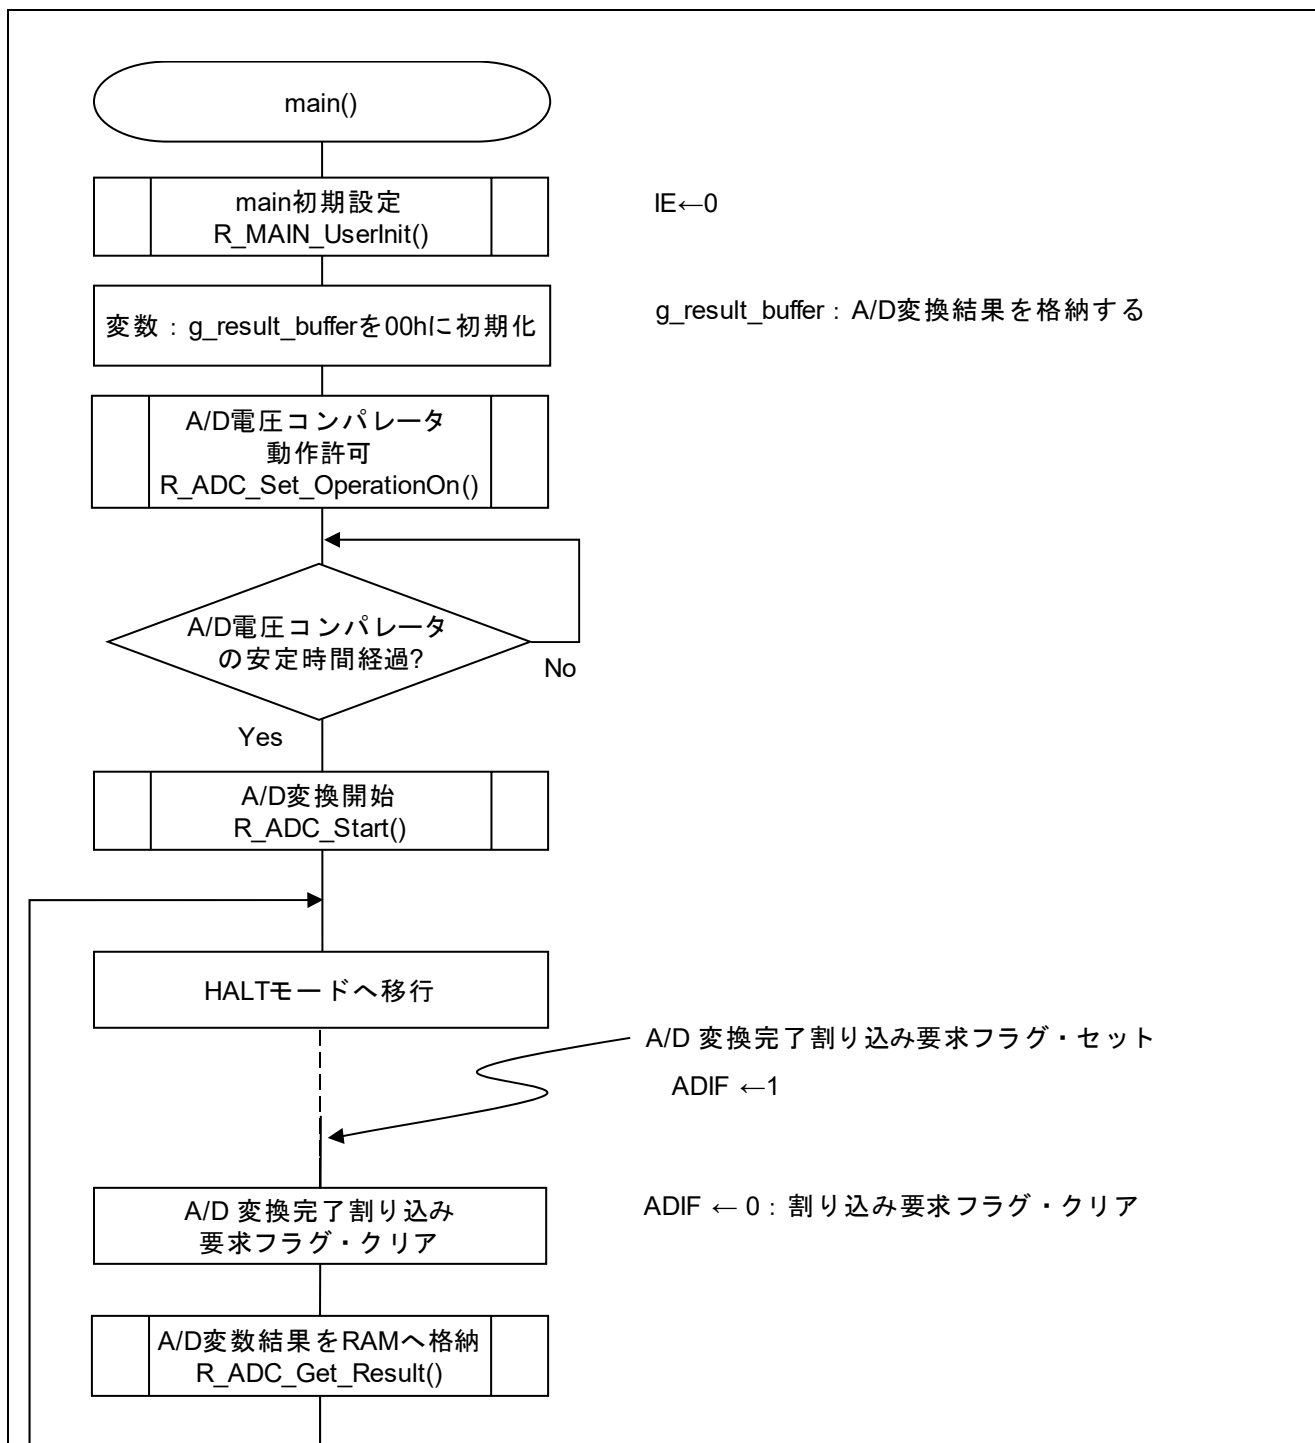 main()
main初期設定
R_MAIN_UserInit()
IE←0
変数：g_result_bufferを00hに初期化
g_result_buffer：A/D変換結果を格納する
A/D電圧コンパレータ
動作許可
R_ADC_Set_OperationOn()
A/D電圧コンパレータ
の安定時間経過?
No
Yes
A/D変換開始
R_ADC_Start()
HALTモードへ移行
A/D 変換完了割り込み要求フラグ・セット
ADIF ←1
A/D 変換完了割り込み
要求フラグ・クリア
ADIF ← 0：割り込み要求フラグ・クリア
A/D変数結果をRAMへ格納
R_ADC_Get_Result()